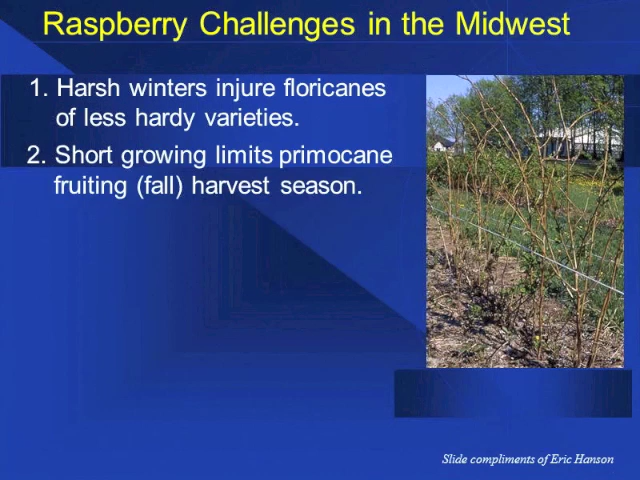 Raspberry Challenges in the Midwest
1. Harsh winters injure floricanes
of less hardy varieties.
2. Short growing limits primocane
fruiting (fall) harvest season.
Slide compliments of Eric Hanson